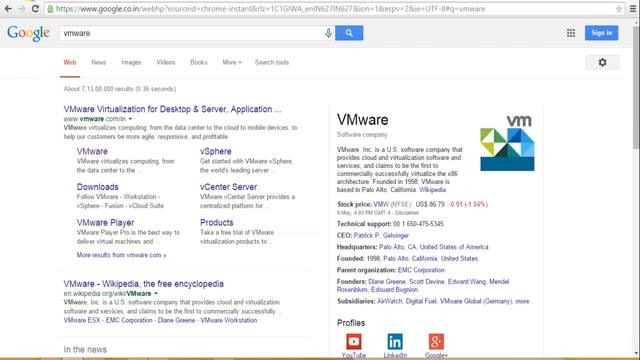 https://www.google.co.in/webhp?sourceid=chrome-instant&rlz=1C1GIWA_enIN627IN627&ion=1&espv=2&ie=UTF-8#q=vmware
Google
vmware
Sign in
Web News Images Videos Books More Search tools
About 7,13,00,000 results (0.36 seconds)
VMware Virtualization for Desktop & Server, Application ...
www.vmware.com/in
VMware virtualizes computing, from the data center to the cloud to mobile devices, to
help our customers be more agile, responsive, and profitable
VMware
VMware virtualizes computing,
from the data center to the ...
vSphere
Get started with VMware vSphere,
the world's leading server ...
Downloads
Follow VMware - Workstation -
vSphere - Fusion - vCloud Suite
vCenter Server
VMware vCenter Server provides a
centralized platform for ...
VMware Player
VMware Player Pro is the best way to
deliver virtual machines and ...
Products
Take a free trial of VMware
virtualization products to ...
More results from vmware.com »
VMware - Wikipedia, the free encyclopedia
en.wikipedia.org/wiki/VMware
VMware, Inc. is a U.S. software company that provides cloud and virtualization software and
services, and claims to be the first to commercially successfully ...
VMware ESX - EMC Corporation - Diane Greene - VMware Workstation
In the news
VMware
Software company
vm
VMware, Inc. is a U.S. software company that
provides cloud and virtualization software and
services, and claims to be the first to
commercially successfully virtualize the x86
architecture. Founded in 1998, VMware is
based in Palo Alto, California. Wikipedia
Stock price: VMW (NYSE) US$ 86.79 -0.91 (-1.04%)
6 May, 4:03 PM GMT-4 - Disclaimer
Technical support: 00 1 650-475-5345
CEO: Patrick P. Gelsinger
Headquarters: Palo Alto, CA, United States of America
Founded: 1998, Palo Alto, California, United States
Parent organization: EMC Corporation
Founders: Diane Greene, Scott Devine, Edward Wang, Mendel
Rosenblum, Edouard Bugnion
Subsidiaries: AirWatch, Digital Fuel, VMware Global (Germany), more
Profiles
YouTube
LinkedIn
Google+